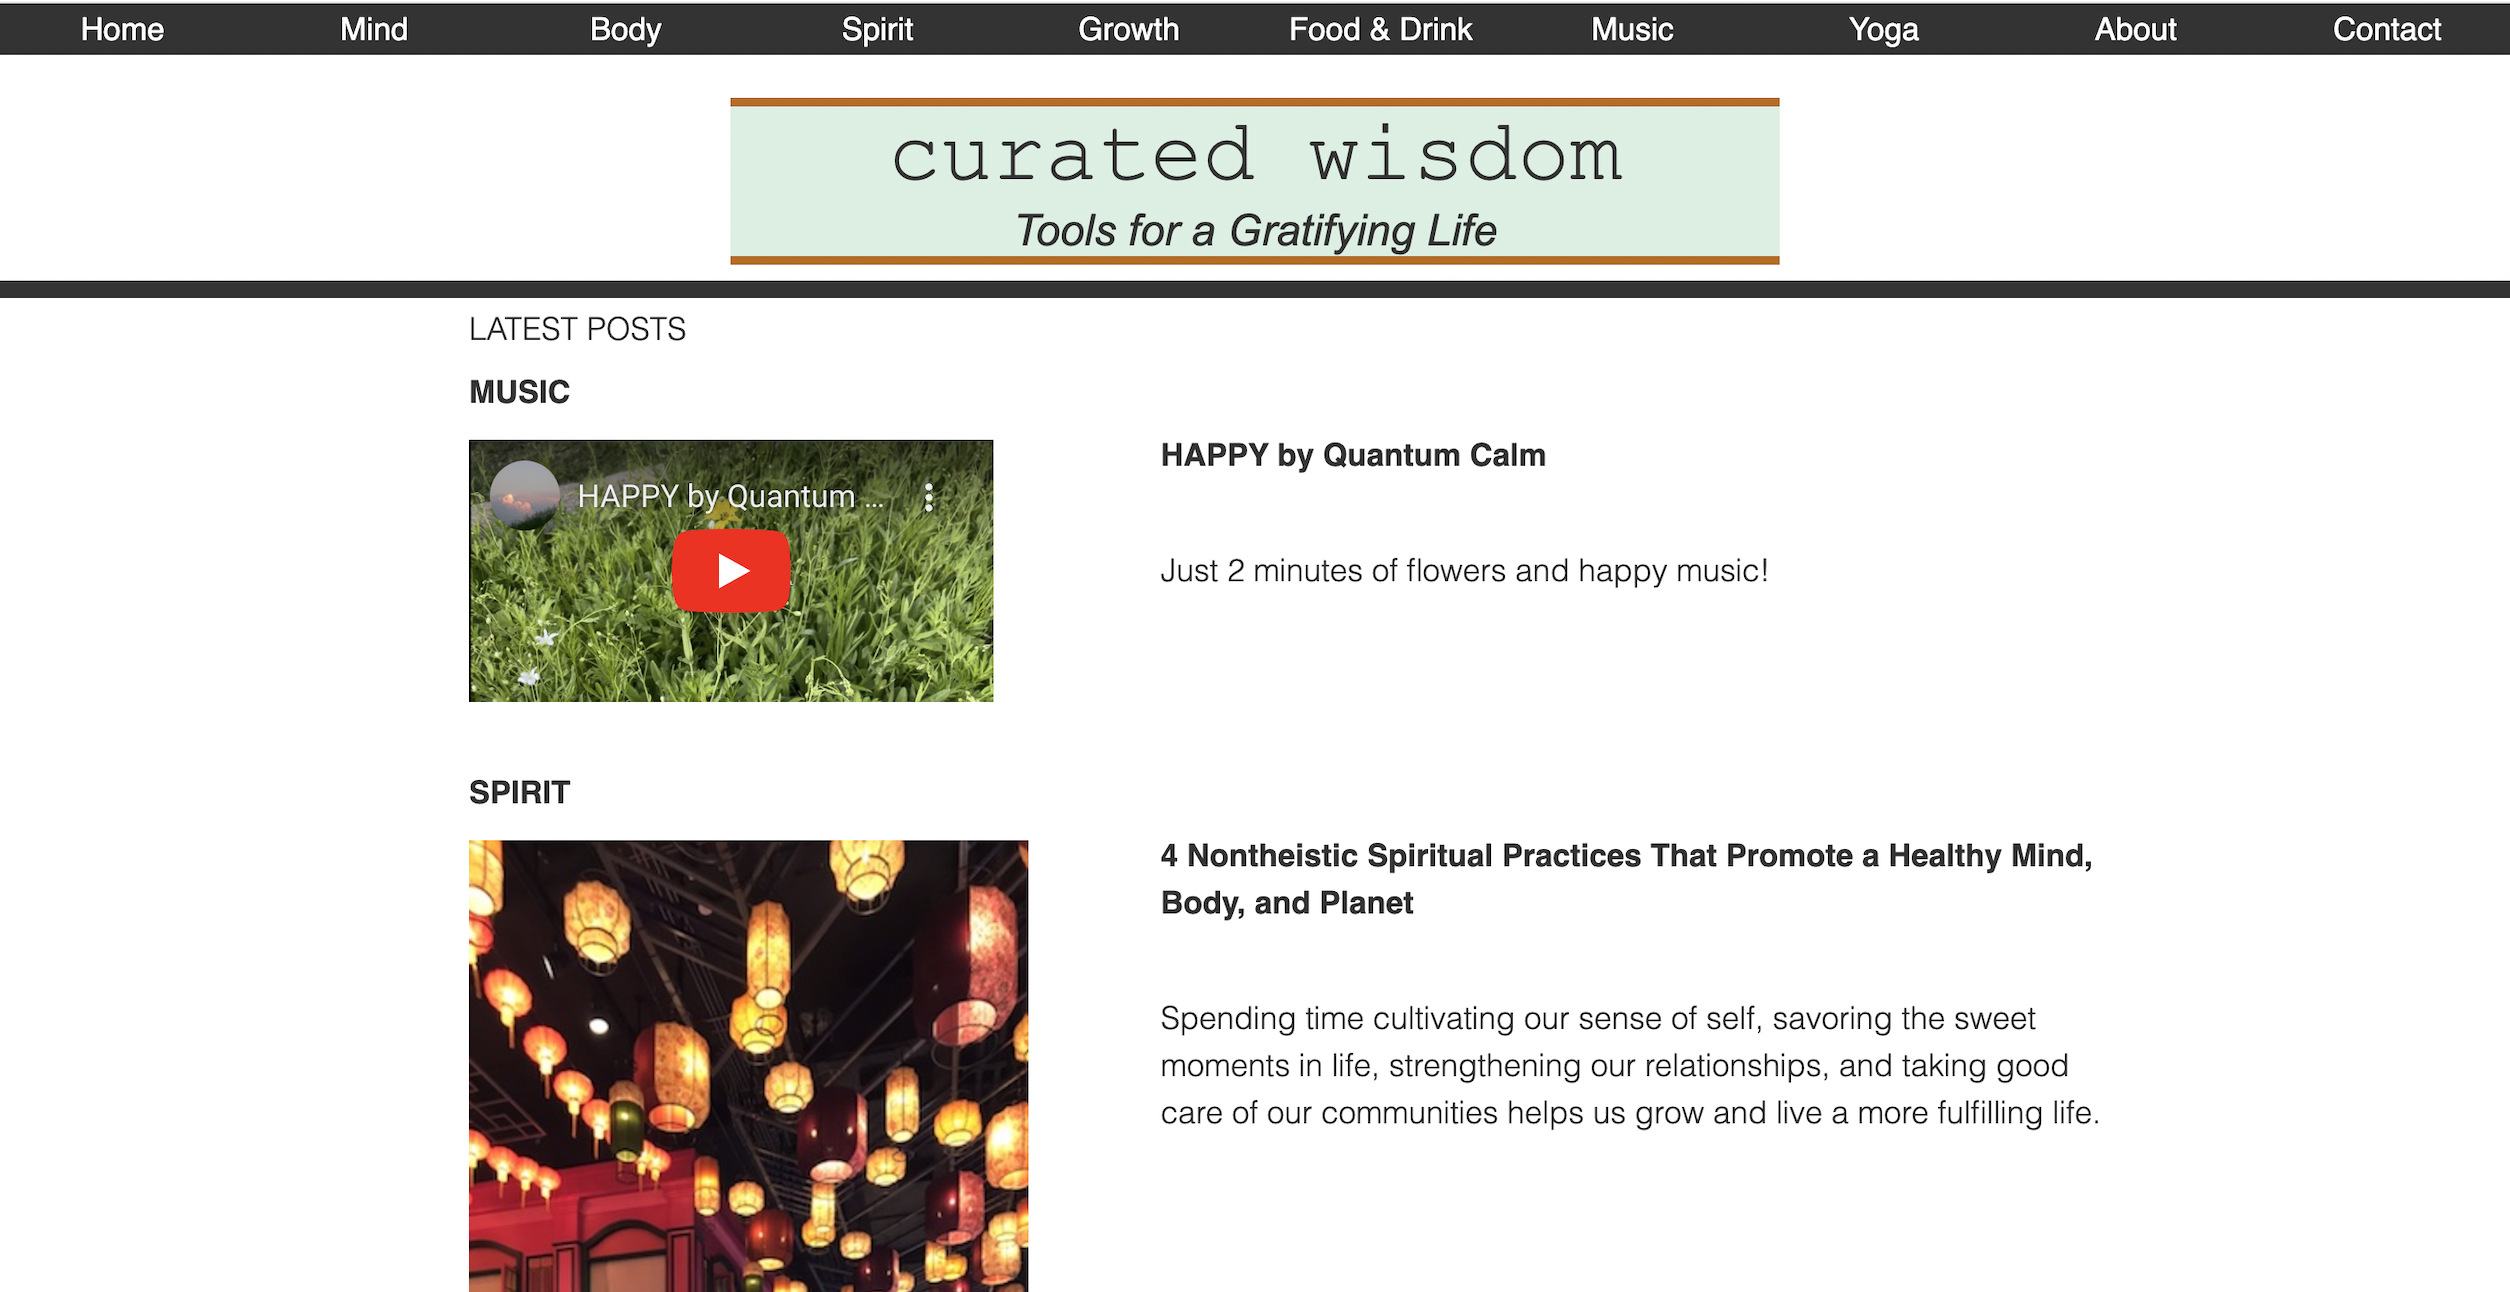 Home Mind Body Spirit Growth Food & Drink Music Yoga About Contact
curated wisdom
Tools for a Gratifying Life
LATEST POSTS
MUSIC
HAPPY by Quantum ...
HAPPY by Quantum Calm
Just 2 minutes of flowers and happy music!
SPIRIT
4 Nontheistic Spiritual Practices That Promote a Healthy Mind,
Body, and Planet
Spending time cultivating our sense of self, savoring the sweet
moments in life, strengthening our relationships, and taking good
care of our communities helps us grow and live a more fulfilling life.